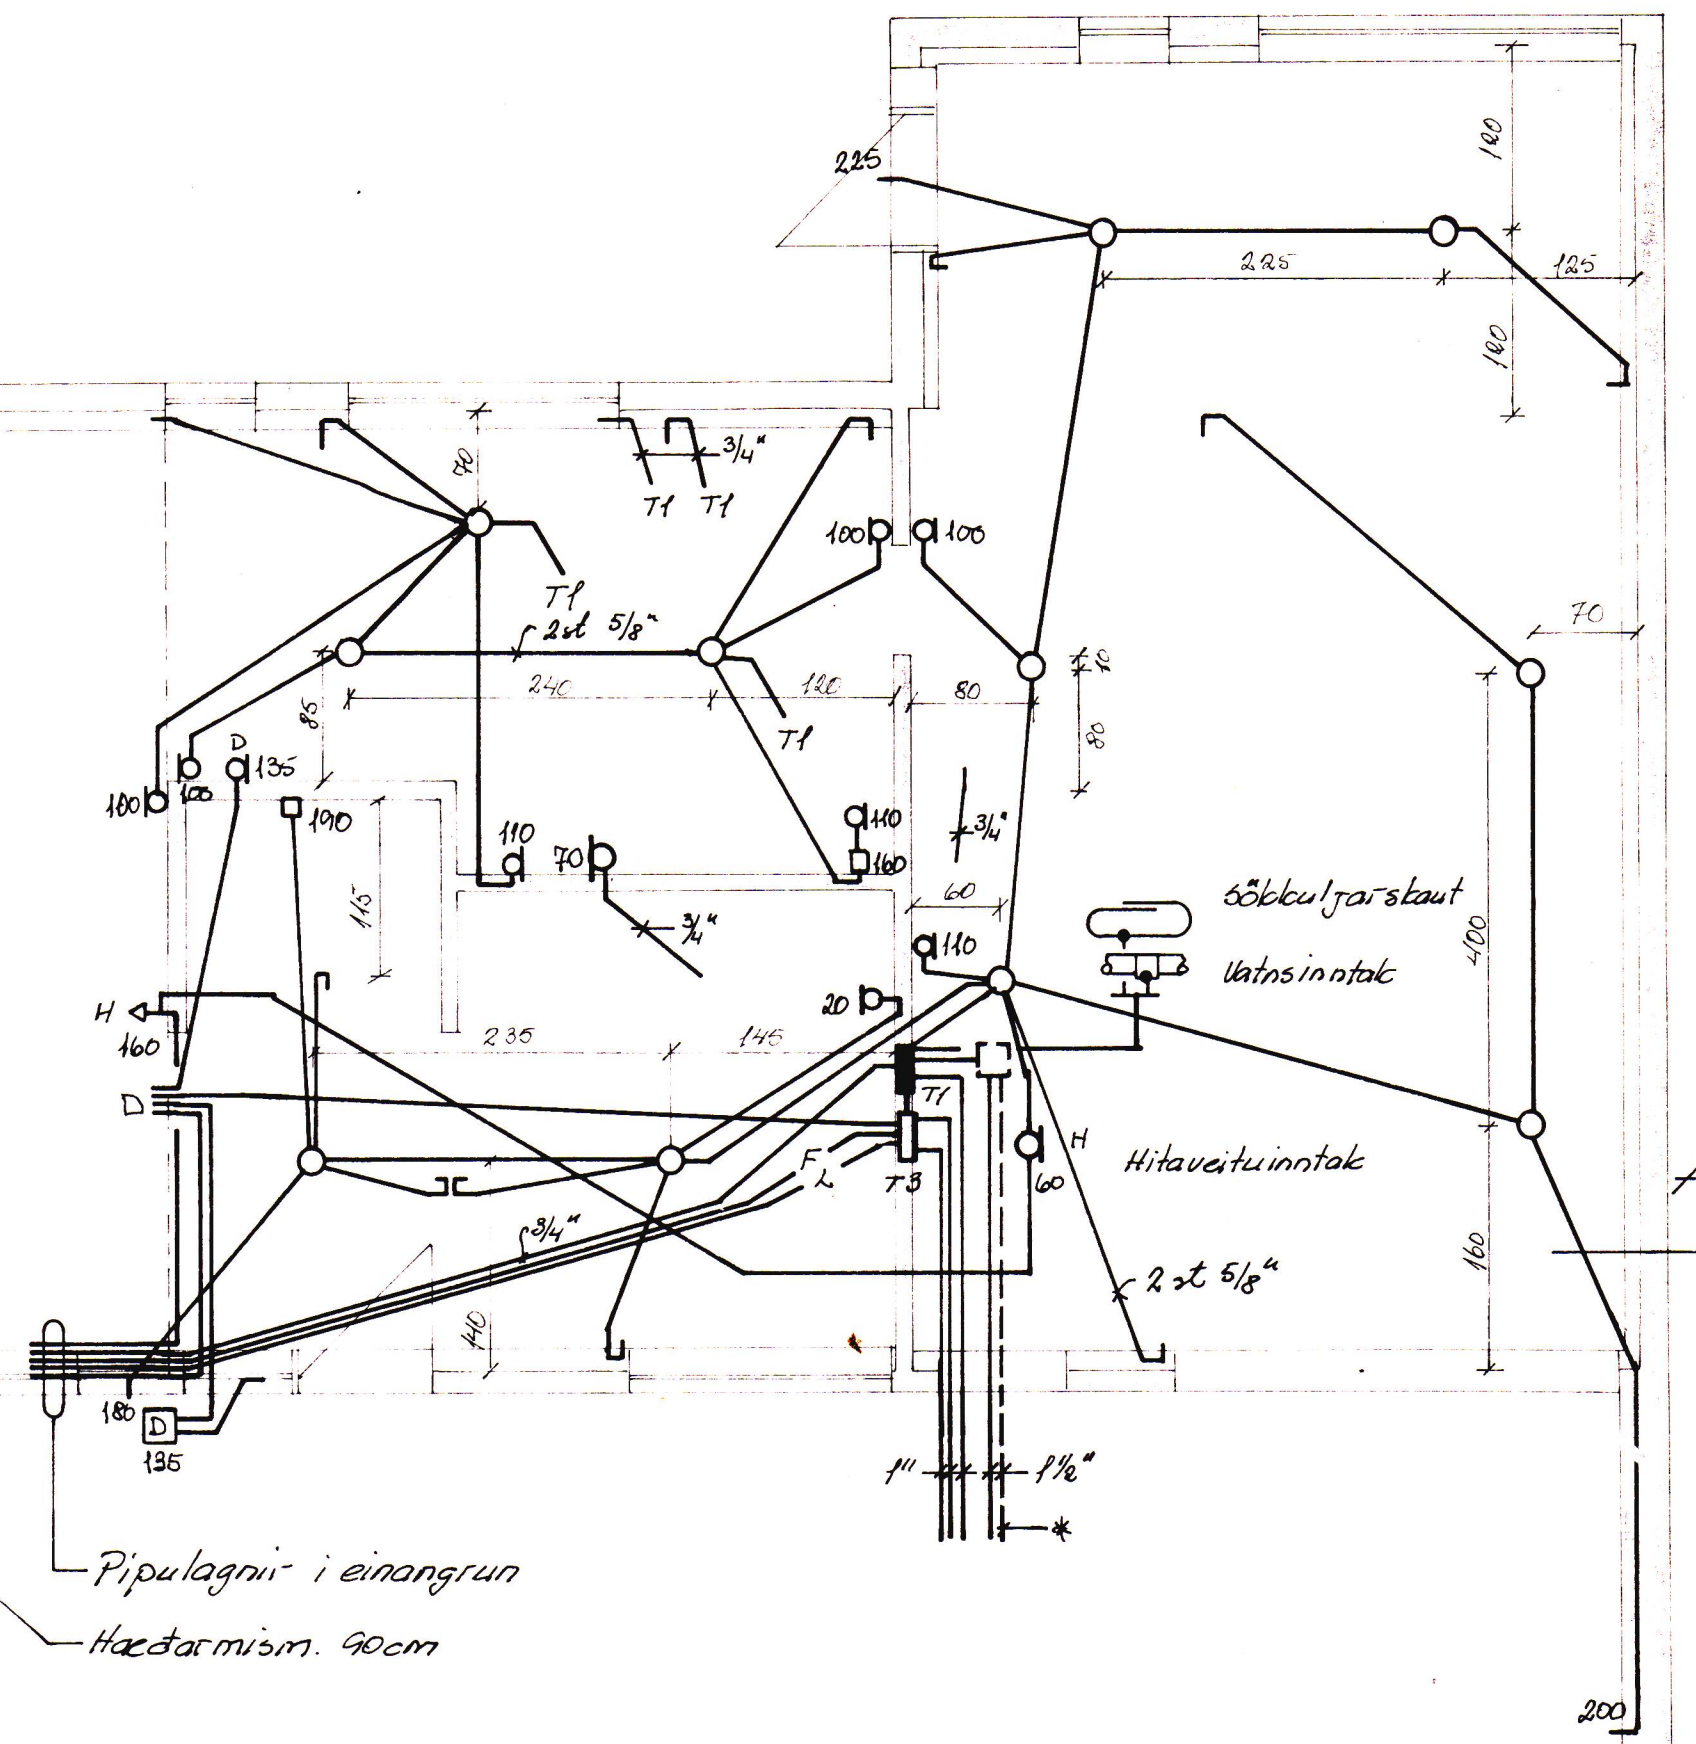 120
225
225
125
120
70
3/4"
T1 T1
100 100
T1
2st 5/8"
70
10
240
120
80
85
80
T1
D
135
100
100
190
110
110
70
3/4"
160
60
115
3/4"
Sökkuljarskaut
400
110
Vatnsinntak
20
H
160
235
145
T1
D
H
F
L
T3
60
Hitaveituinntak
3/4"
160
2 st 5/8"
140
180
D
135
1"
1 1/2"
*
Pipulagnir i einangrun
Hæðarmism. 90cm
200